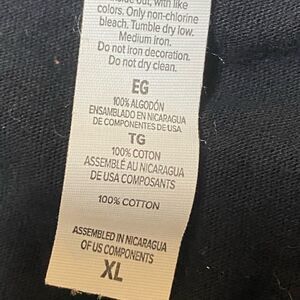 inside out, with like
colors. Only non-chlorine
bleach. Tumble dry low.
Medium iron.
Do not iron decoration.
Do not dry clean.
EG
100% ALGODÓN
ENSAMBLADO EN NICARAGUA
DE COMPONENTES DE USA
TG
100% COTON
ASSEMBLÉ AU NICARAGUA
DE USA COMPOSANTS
100% COTTON
ASSEMBLED IN NICARAGUA
OF US COMPONENTS
XL